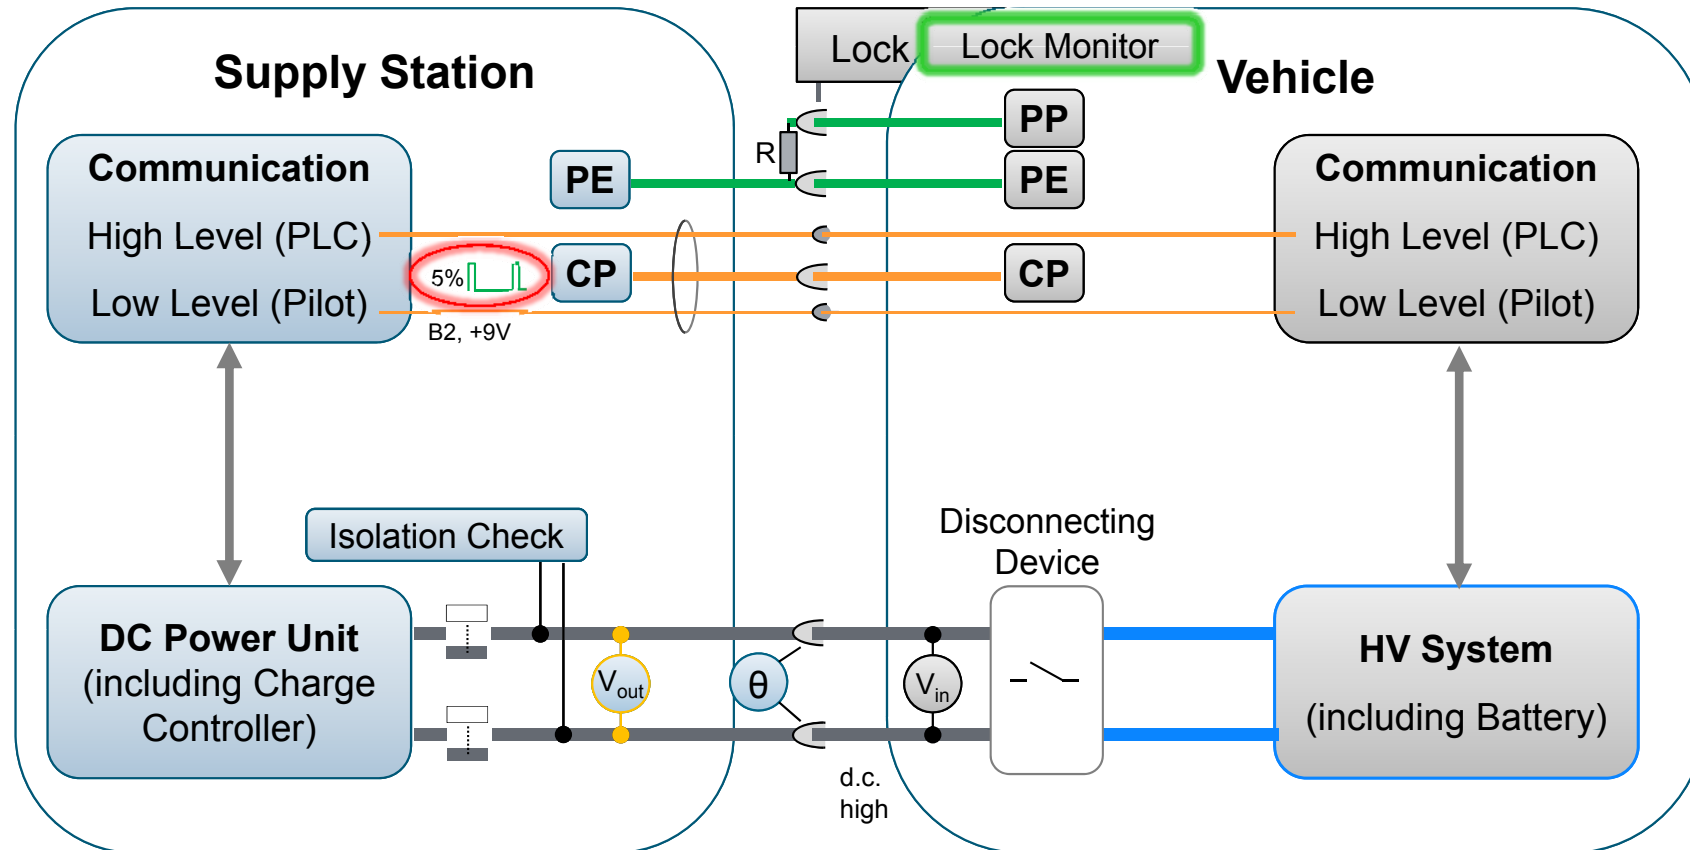 Supply Station
Lock
Lock Monitor
Vehicle
Communication
High Level (PLC)
Low Level (Pilot)
5%
B2, +9V
PE
CP
R
PP
PE
CP
Communication
High Level (PLC)
Low Level (Pilot)
Isolation Check
Disconnecting
Device
DC Power Unit
(including Charge
Controller)
Vout
θ
Vin
d.c.
high
HV System
(including Battery)